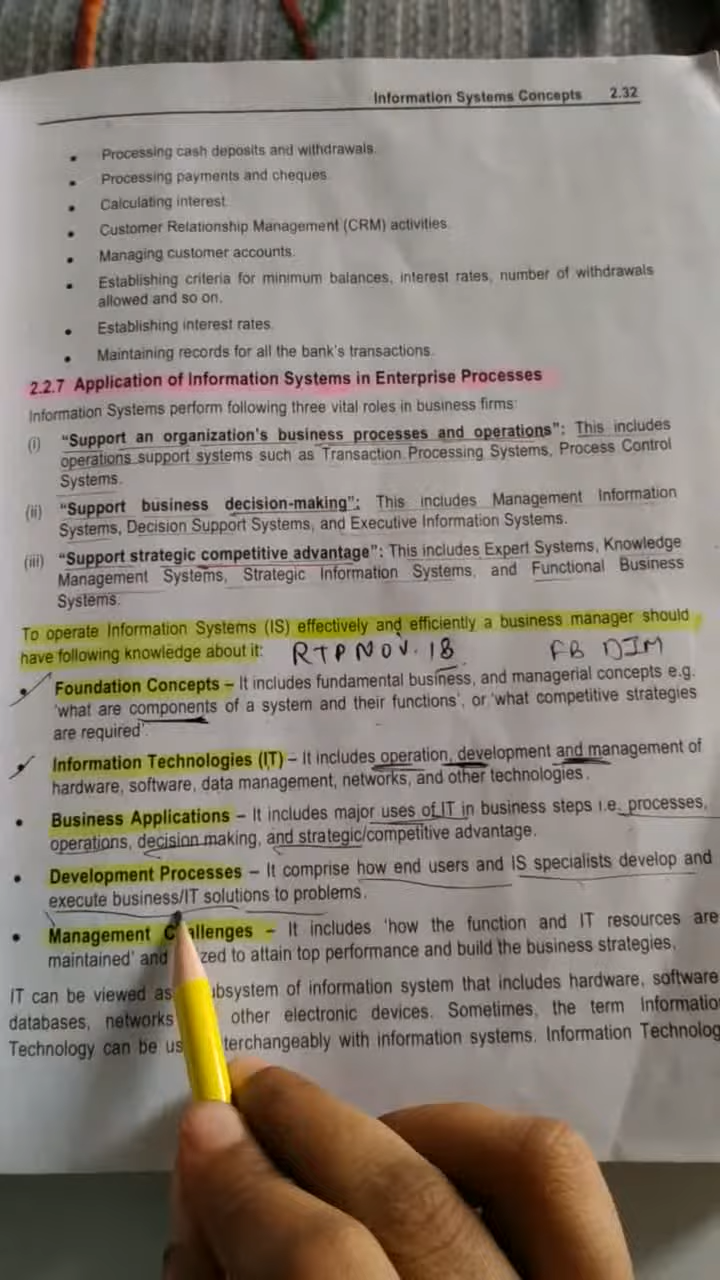 Information Systems Concepts 2.32
• Processing cash deposits and withdrawals.
• Processing payments and cheques.
• Calculating interest.
• Customer Relationship Management (CRM) activities.
• Managing customer accounts.
• Establishing criteria for minimum balances, interest rates, number of withdrawals
allowed and so on.
• Establishing interest rates.
• Maintaining records for all the bank's transactions.
2.2.7 Application of Information Systems in Enterprise Processes
Information Systems perform following three vital roles in business firms:
(i) "Support an organization's business processes and operations": This includes
operations support systems such as Transaction Processing Systems, Process Control
Systems.
(ii) "Support business decision-making": This includes Management Information
Systems, Decision Support Systems, and Executive Information Systems.
(iii) "Support strategic competitive advantage": This includes Expert Systems, Knowledge
Management Systems, Strategic Information Systems, and Functional Business
Systems.
To operate Information Systems (IS) effectively and efficiently a business manager should
have following knowledge about it: RTP NOV. 18 FB DIM
Foundation Concepts – It includes fundamental business, and managerial concepts e.g.
'what are components of a system and their functions', or 'what competitive strategies
are required'.
Information Technologies (IT) – It includes operation, development and management of
hardware, software, data management, networks, and other technologies.
• Business Applications – It includes major uses of IT in business steps i.e. processes,
operations, decision making, and strategic/competitive advantage.
• Development Processes – It comprise how end users and IS specialists develop and
execute business/IT solutions to problems.
• Management Challenges – It includes 'how the function and IT resources are
maintained' and zed to attain top performance and build the business strategies.
IT can be viewed as ubsystem of information system that includes hardware, software
databases, networks other electronic devices. Sometimes, the term Informatio
Technology can be us terchangeably with information systems. Information Technolog